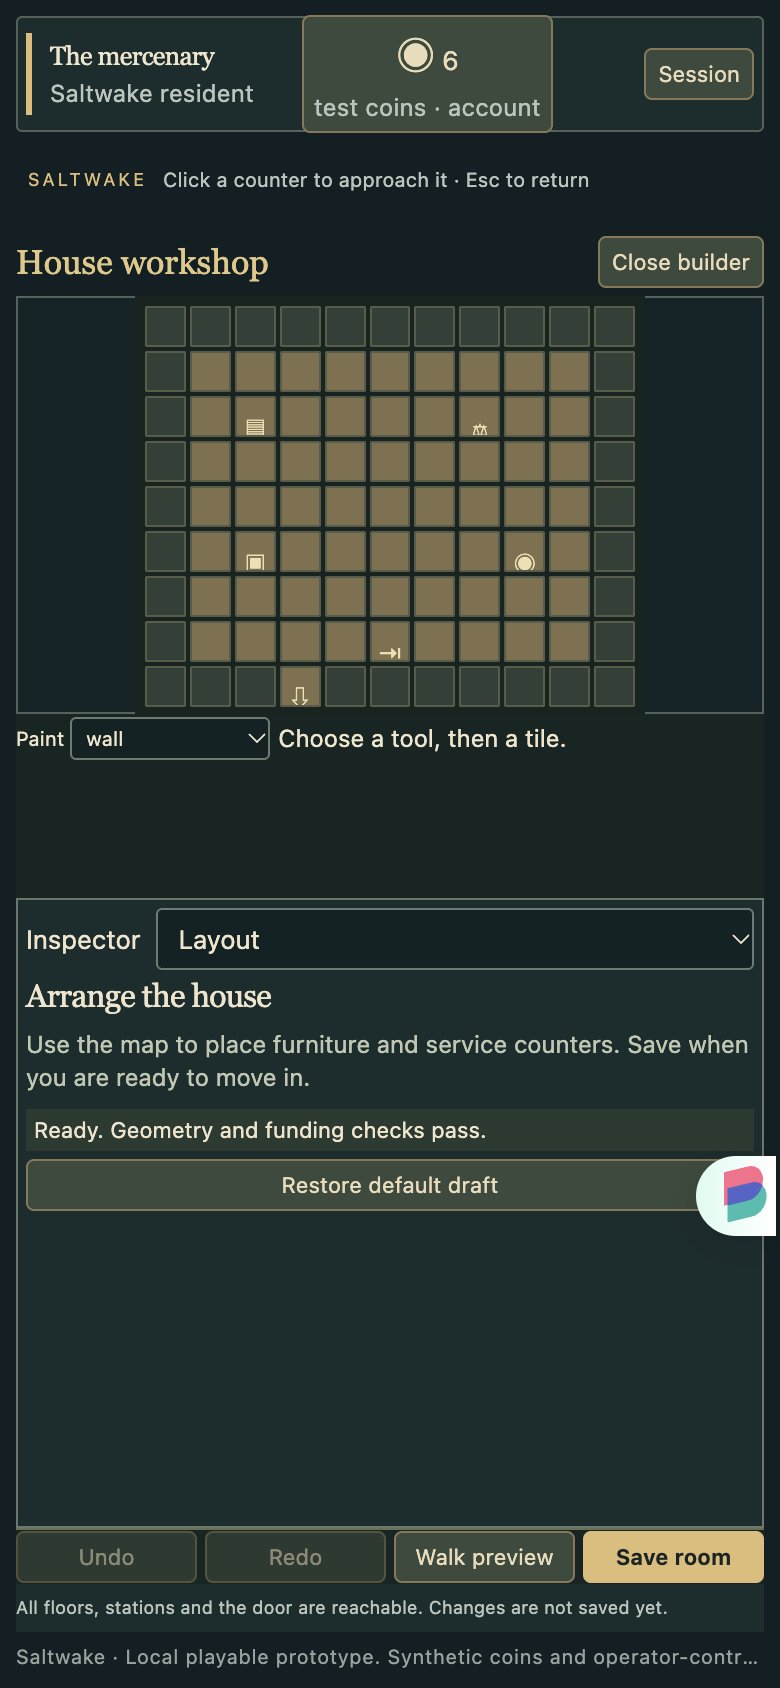 The mercenary
Saltwake resident
6
test coins · account
Session
SALTWAKE Click a counter to approach it · Esc to return
House workshop
Close builder
Paint wall Choose a tool, then a tile.
Inspector Layout
Arrange the house
Use the map to place furniture and service counters. Save when
you are ready to move in.
Ready. Geometry and funding checks pass.
Restore default draft
Undo Redo Walk preview Save room
All floors, stations and the door are reachable. Changes are not saved yet.
Saltwake · Local playable prototype. Synthetic coins and operator-contr...